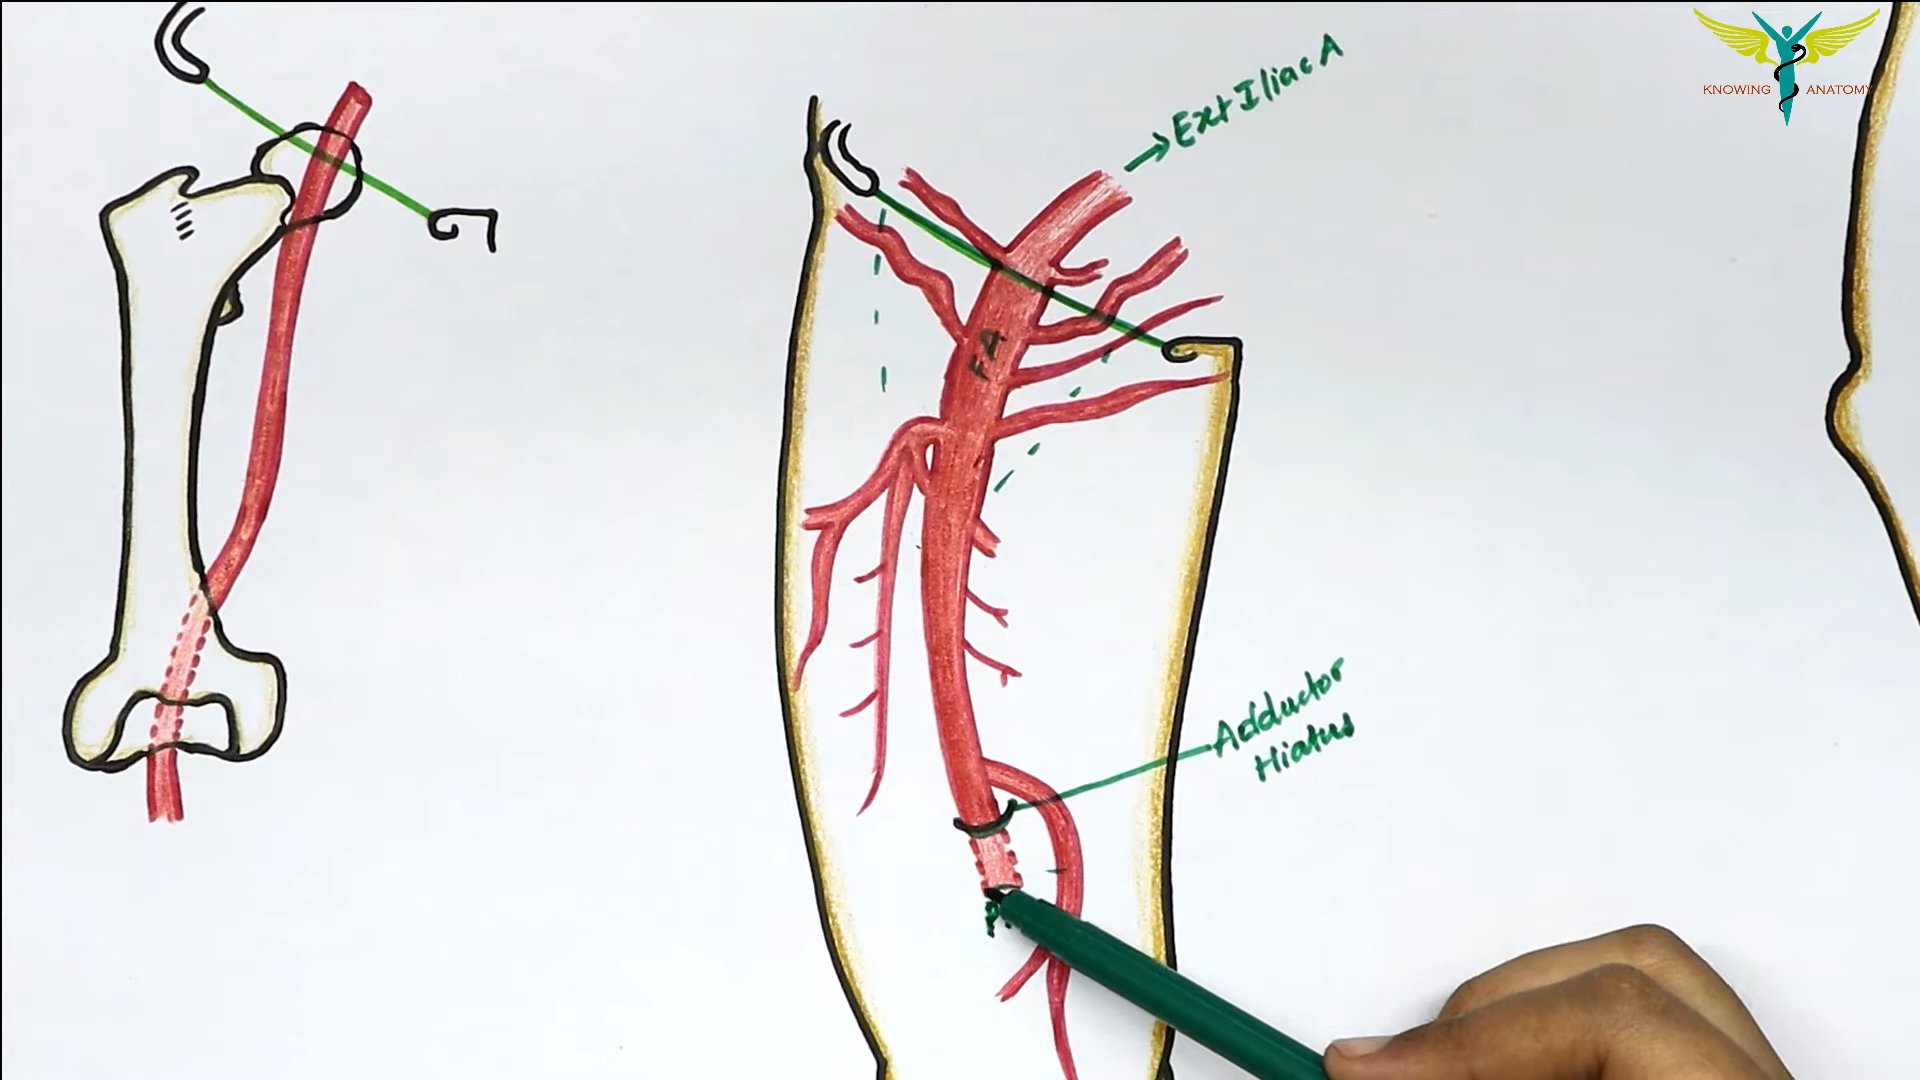 KNOWING ANATOMY
→ Ext Iliac A
FA
Adductor
Hiatus